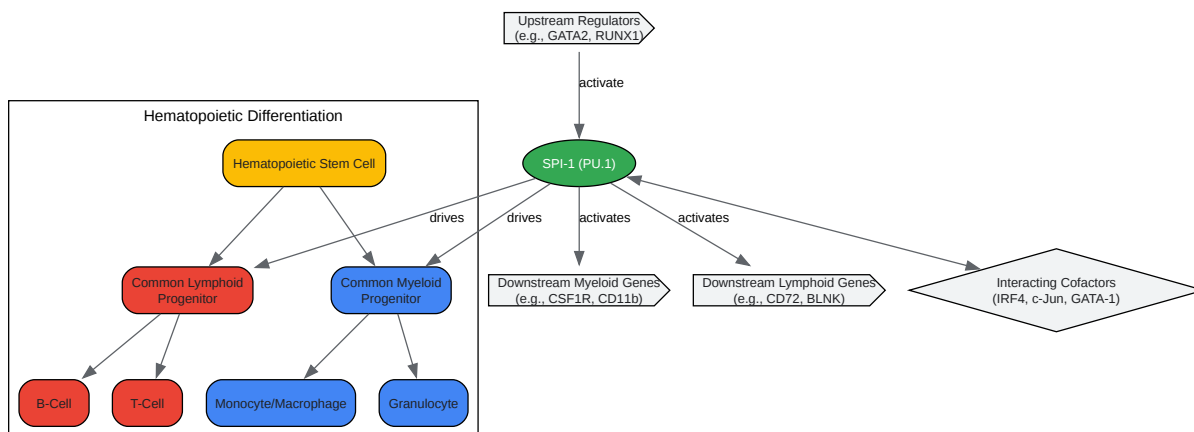 Upstream Regulators
(e.g., GATA2, RUNX1)
activate
Hematopoietic Differentiation
Hematopoietic Stem Cell
SPI-1 (PU.1)
drives
drives
activates
activates
Common Lymphoid
Progenitor
Common Myeloid
Progenitor
Downstream Myeloid Genes
(e.g., CSF1R, CD11b)
Downstream Lymphoid Genes
(e.g., CD72, BLNK)
Interacting Cofactors
(IRF4, c-Jun, GATA-1)
B-Cell
T-Cell
Monocyte/Macrophage
Granulocyte